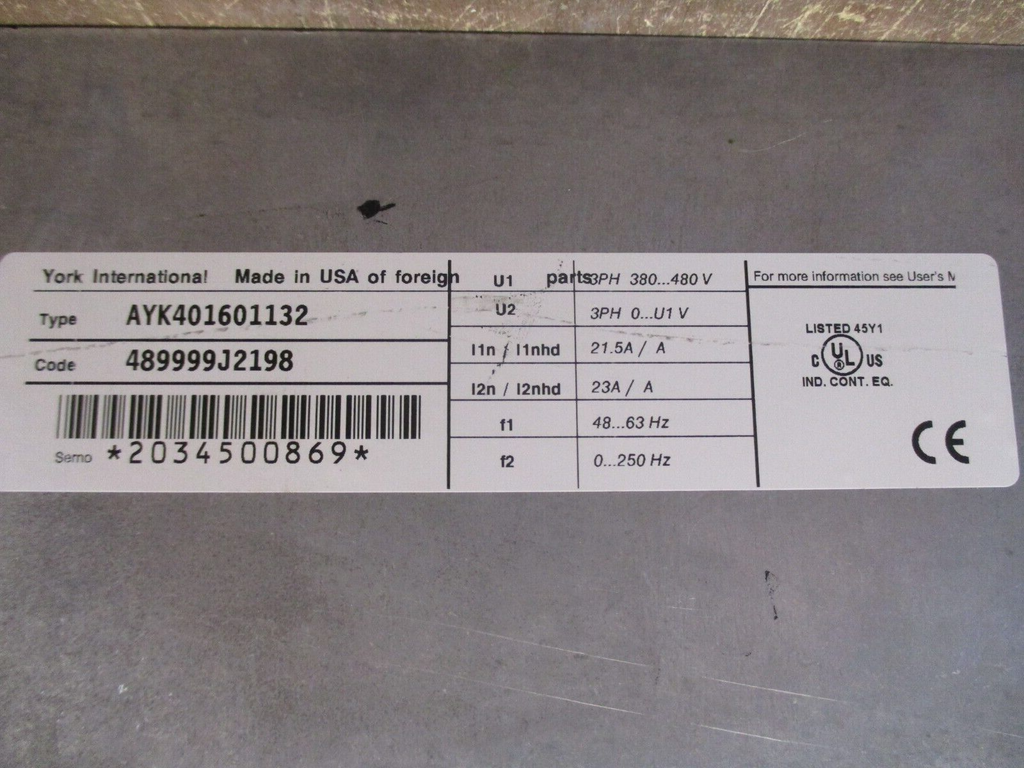 York International Made in USA of foreign parts
Type AYK401601132
Code 489999J2198
Serno *2034500869*
U1 3PH 380...480 V
U2 3PH 0...U1 V
I1n / I1nhd 21.5A / A
I2n / I2nhd 23A / A
f1 48...63 Hz
f2 0...250 Hz
For more information see User's M
LISTED 45Y1
C UL ® US
IND. CONT. EQ.
CE